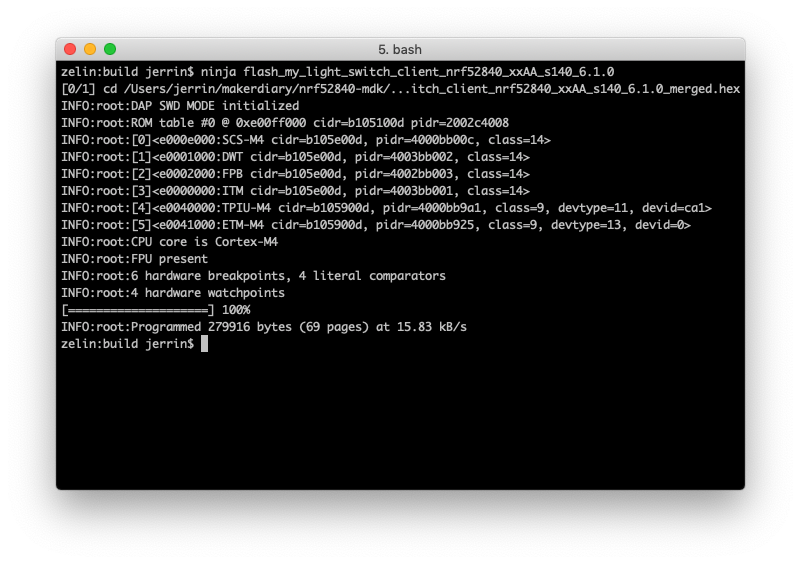 5. bash
zelin:build jerrin$ ninja flash_my_light_switch_client_nrf52840_xxAA_s140_6.1.0
[0/1] cd /Users/jerrin/makerdiary/nrf52840-mdk/...itch_client_nrf52840_xxAA_s140_6.1.0_merged.hex
INFO:root:DAP SWD MODE initialized
INFO:root:ROM table #0 @ 0xe00ff000 cidr=b105100d pidr=2002c4008
INFO:root:[0]<e000e000:SCS-M4 cidr=b105e00d, pidr=4000bb00c, class=14>
INFO:root:[1]<e0001000:DWT cidr=b105e00d, pidr=4003bb002, class=14>
INFO:root:[2]<e0002000:FPB cidr=b105e00d, pidr=4002bb003, class=14>
INFO:root:[3]<e0000000:ITM cidr=b105e00d, pidr=4003bb001, class=14>
INFO:root:[4]<e0040000:TPIU-M4 cidr=b105900d, pidr=4000bb9a1, class=9, devtype=11, devid=ca1>
INFO:root:[5]<e0041000:ETM-M4 cidr=b105900d, pidr=4000bb925, class=9, devtype=13, devid=0>
INFO:root:CPU core is Cortex-M4
INFO:root:FPU present
INFO:root:6 hardware breakpoints, 4 literal comparators
INFO:root:4 hardware watchpoints
[====================] 100%
INFO:root:Programmed 279916 bytes (69 pages) at 15.83 kB/s
zelin:build jerrin$